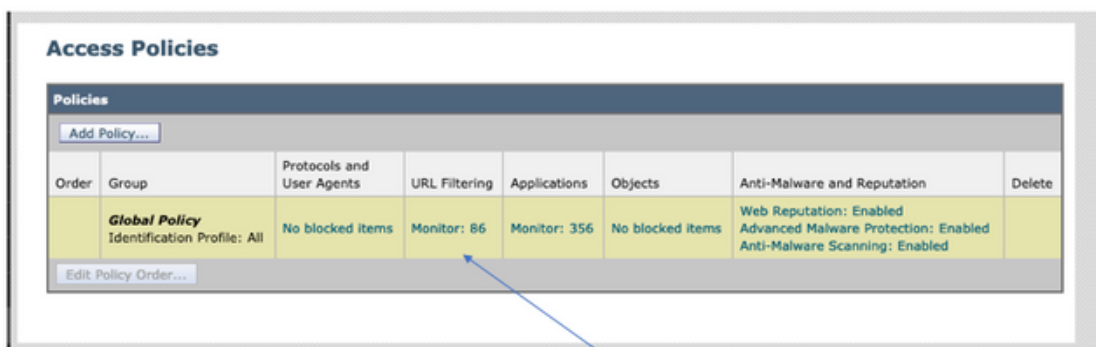 Access Policies
Policies
Add Policy...
Order Group Protocols and User Agents URL Filtering Applications Objects Anti-Malware and Reputation Delete
Global Policy
Identification Profile: All
No blocked items
Monitor: 86
Monitor: 356
No blocked items
Web Reputation: Enabled
Advanced Malware Protection: Enabled
Anti-Malware Scanning: Enabled
Edit Policy Order...